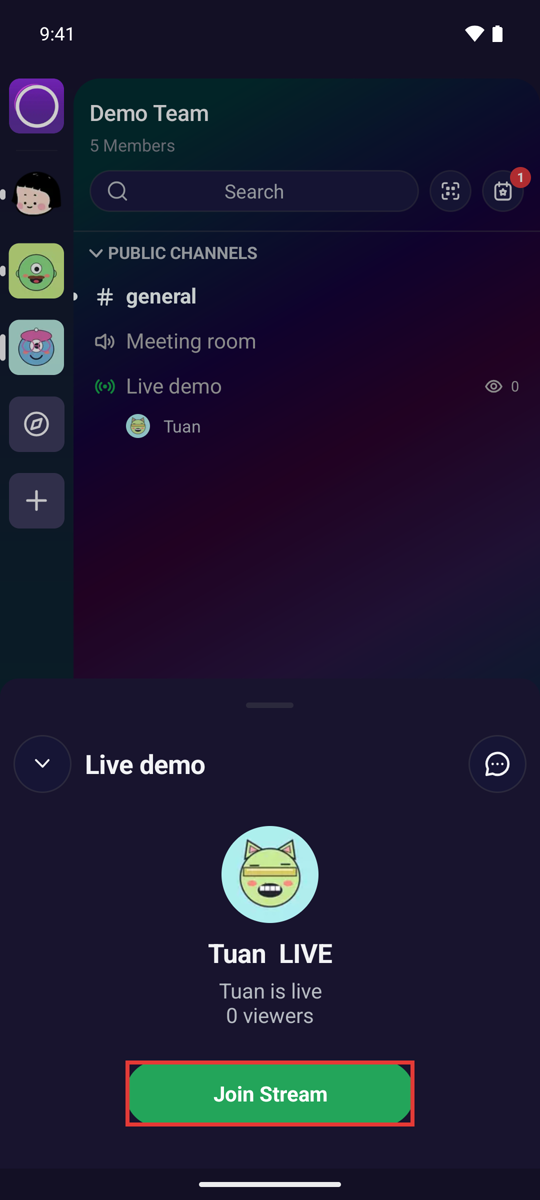 9:41
Demo Team
5 Members
Search
1
PUBLIC CHANNELS
general
Meeting room
Live demo
0
Tuan
Live demo
Tuan LIVE
Tuan is live
0 viewers
Join Stream